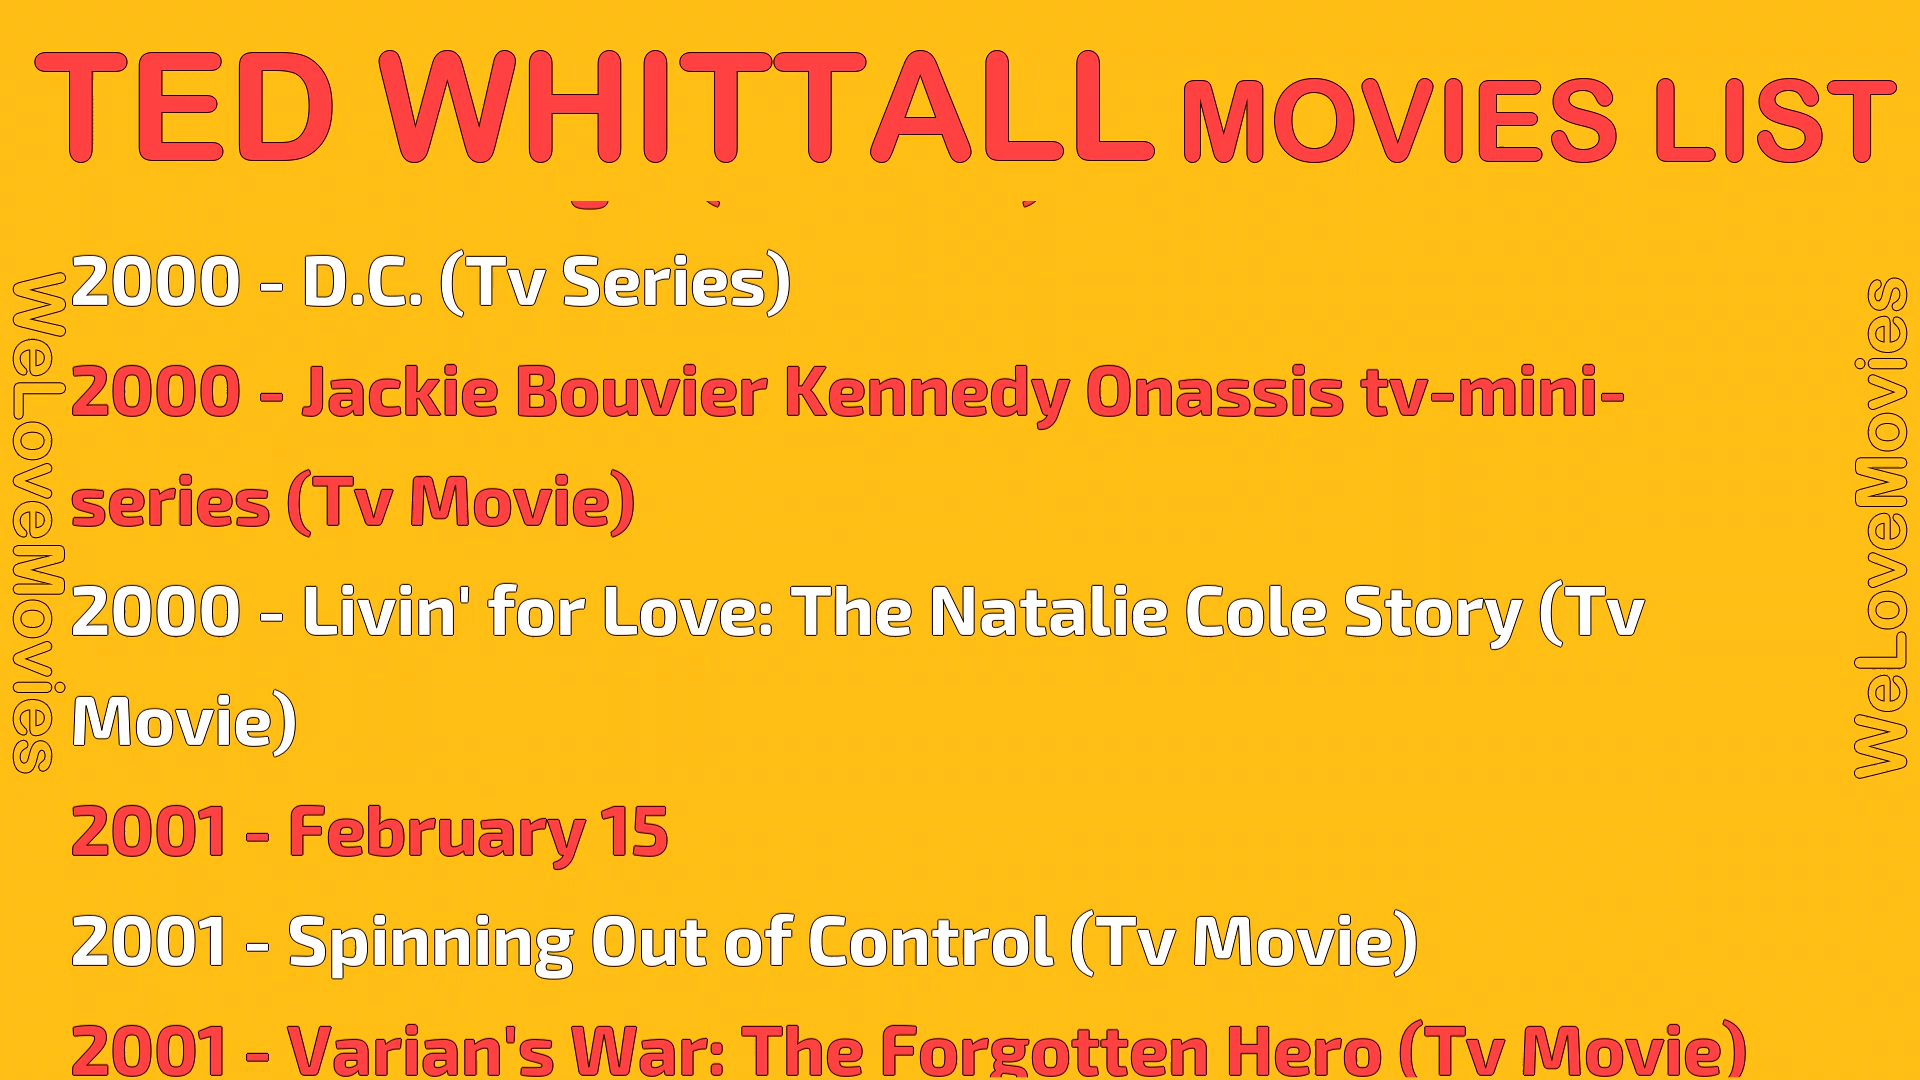 TED WHITTALL MOVIES LIST
2000 - D.C. (Tv Series)
2000 - Jackie Bouvier Kennedy Onassis tv-mini-
series (Tv Movie)
2000 - Livin' for Love: The Natalie Cole Story (Tv
Movie)
2001 - February 15
2001 - Spinning Out of Control (Tv Movie)
2001 - Varian's War: The Forgotten Hero (Tv Movie)
WeLoveMovies
WeLoveMovies